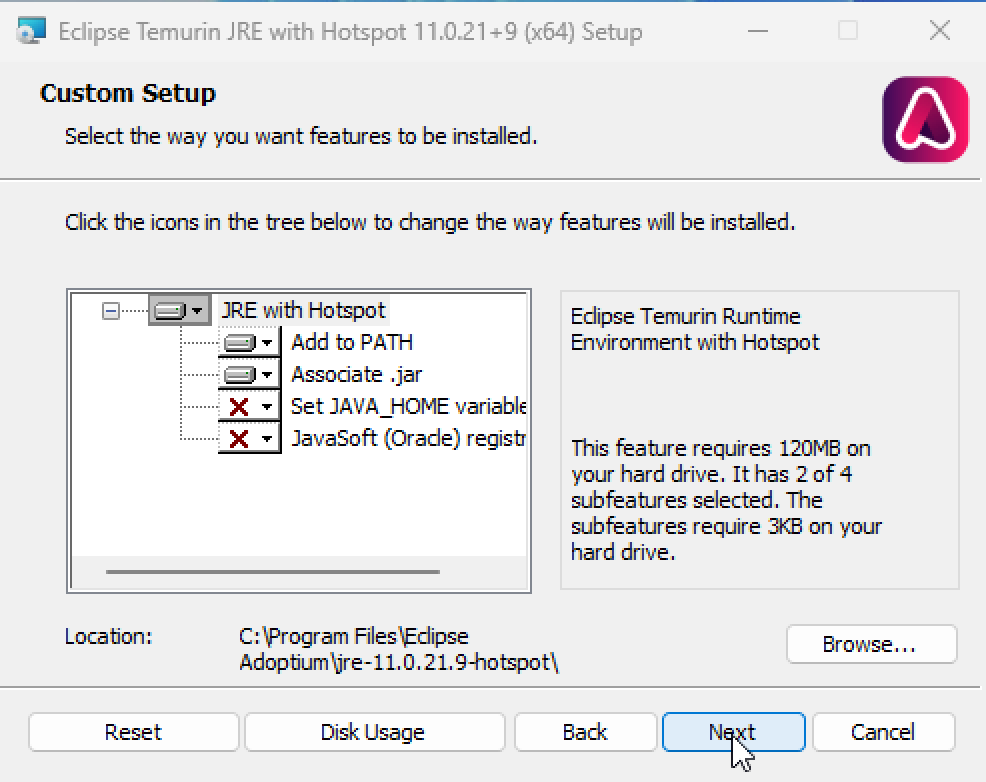 Eclipse Temurin JRE with Hotspot 11.0.21+9 (x64) Setup
Custom Setup
Select the way you want features to be installed.
Click the icons in the tree below to change the way features will be installed.
JRE with Hotspot
Add to PATH
Associate .jar
Set JAVA_HOME variable
JavaSoft (Oracle) registr
Eclipse Temurin Runtime
Environment with Hotspot
This feature requires 120MB on
your hard drive. It has 2 of 4
subfeatures selected. The
subfeatures require 3KB on your
hard drive.
Location:
C:\Program Files\Eclipse
Adoptium\jre-11.0.21.9-hotspot\
Browse...
Reset
Disk Usage
Back
Next
Cancel